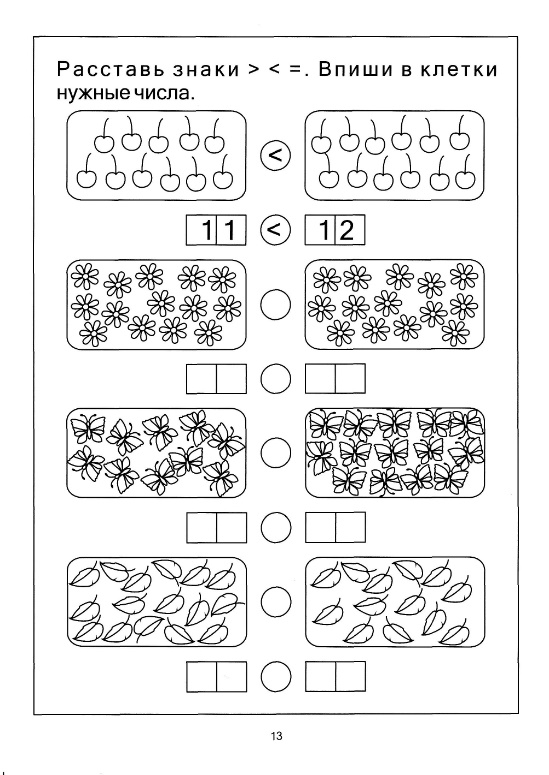 Расставь знаки > < =. Впиши в клетки
нужные числа.
<
11 < 12
13